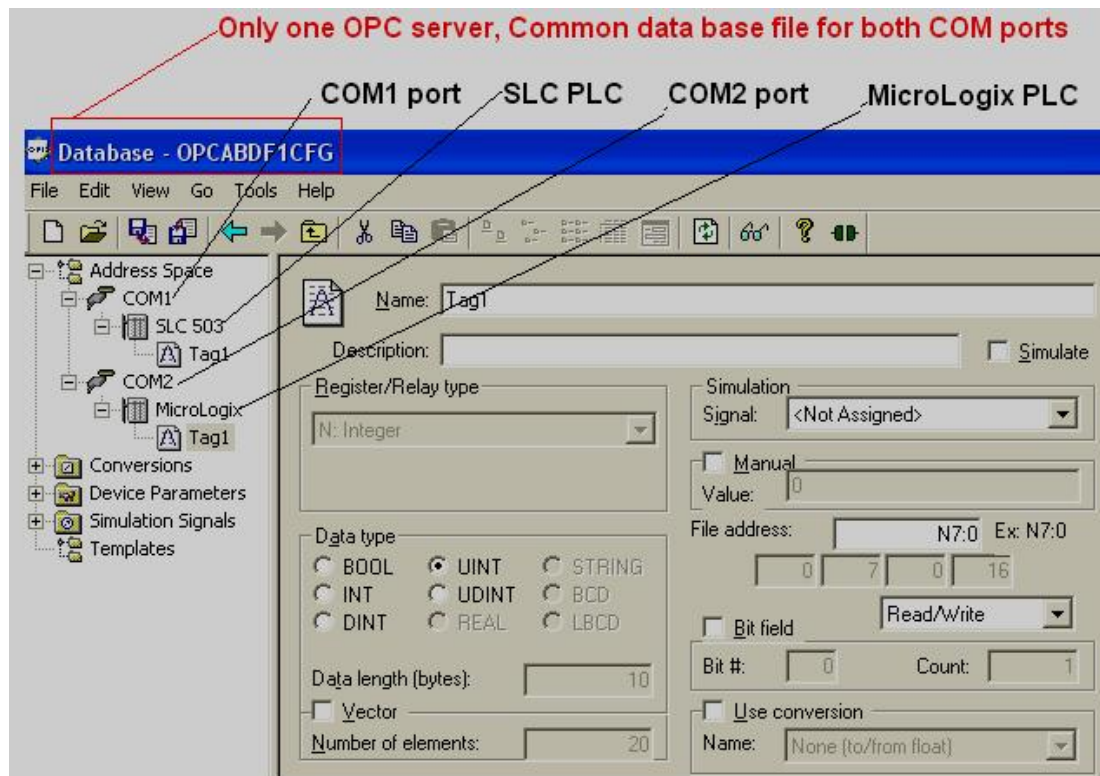 Only one OPC server, Common data base file for both COM ports
COM1 port SLC PLC COM2 port MicroLogix PLC
Database - OPCABDF1CFG
File Edit View Go Tools Help
Address Space
COM1
SLC 503
Tag1
COM2
MicroLogix
Tag1
Conversions
Device Parameters
Simulation Signals
Templates
Name: Tag1
Description: Simulate
Register/Relay type
N: Integer
Simulation
Signal: <Not Assigned>
Manual
Value: 0
Data type
BOOL UINT STRING
INT UDINT BCD
DINT REAL LBCD
Data length (bytes): 10
Vector
Number of elements: 20
File address: N7:0 Ex: N7:0
0 7 0 16
Read/Write
Bit field
Bit #: 0 Count: 1
Use conversion
Name: None (to/from float)